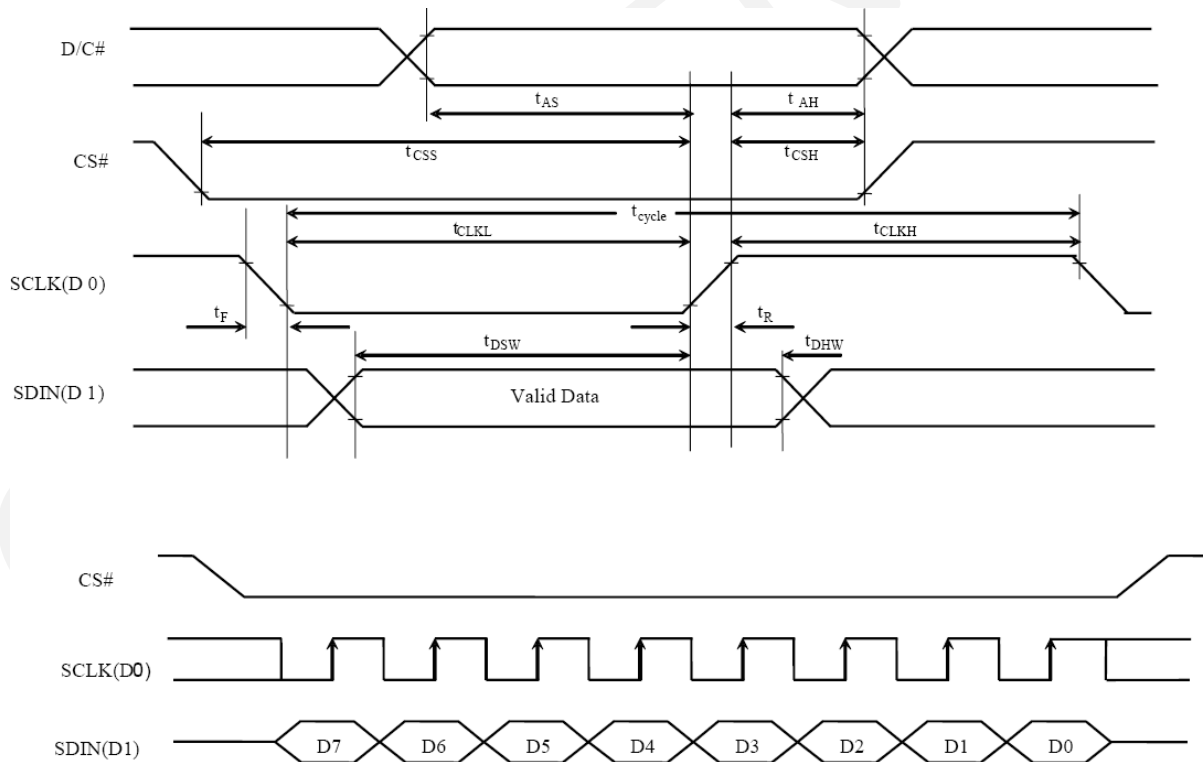 D/C#
tAS
t AH
CS#
tCSS
tCSH
tcycle
tCLKL
tCLKH
SCLK(D 0)
tF
tR
tDSW
tDHW
SDIN(D 1)
Valid Data
CS#
SCLK(D0)
SDIN(D1)
D7 D6 D5 D4 D3 D2 D1 D0